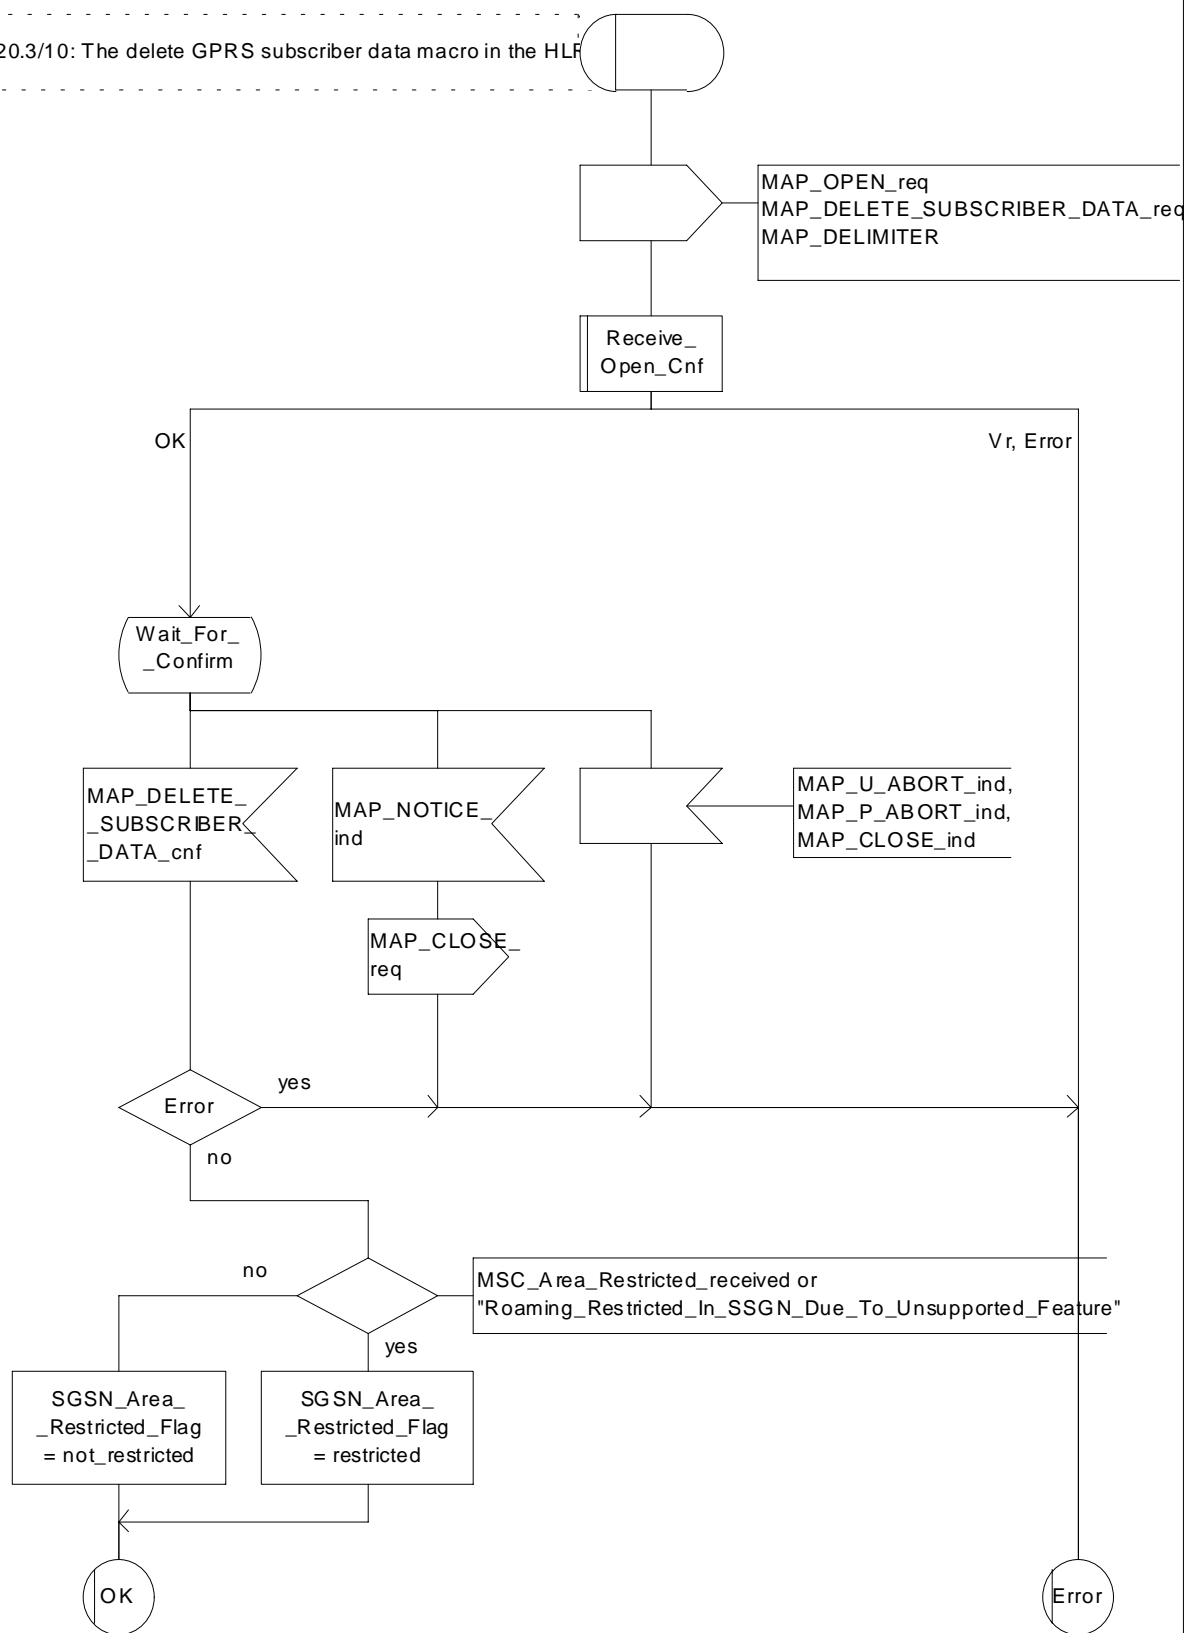 20.3/10: The delete GPRS subscriber data macro in the HLR
MAP_OPEN_req
MAP_DELETE_SUBSCRIBER_DATA_req
MAP_DELIMITER
Receive_
Open_Cnf
OK
Vr, Error
Wait_For_
_Confirm
MAP_DELETE_
_SUBSCRIBER_
_DATA_cnf
MAP_NOTICE_
ind
MAP_U_ABORT_ind,
MAP_P_ABORT_ind,
MAP_CLOSE_ind
MAP_CLOSE_
req
Error
yes
no
no
MSC_Area_Restricted_received or
"Roaming_Restricted_In_SSGN_Due_To_Unsupported_Feature"
yes
SGSN_Area_
_Restricted_Flag
= not_restricted
SGSN_Area_
_Restricted_Flag
= restricted
OK
Error